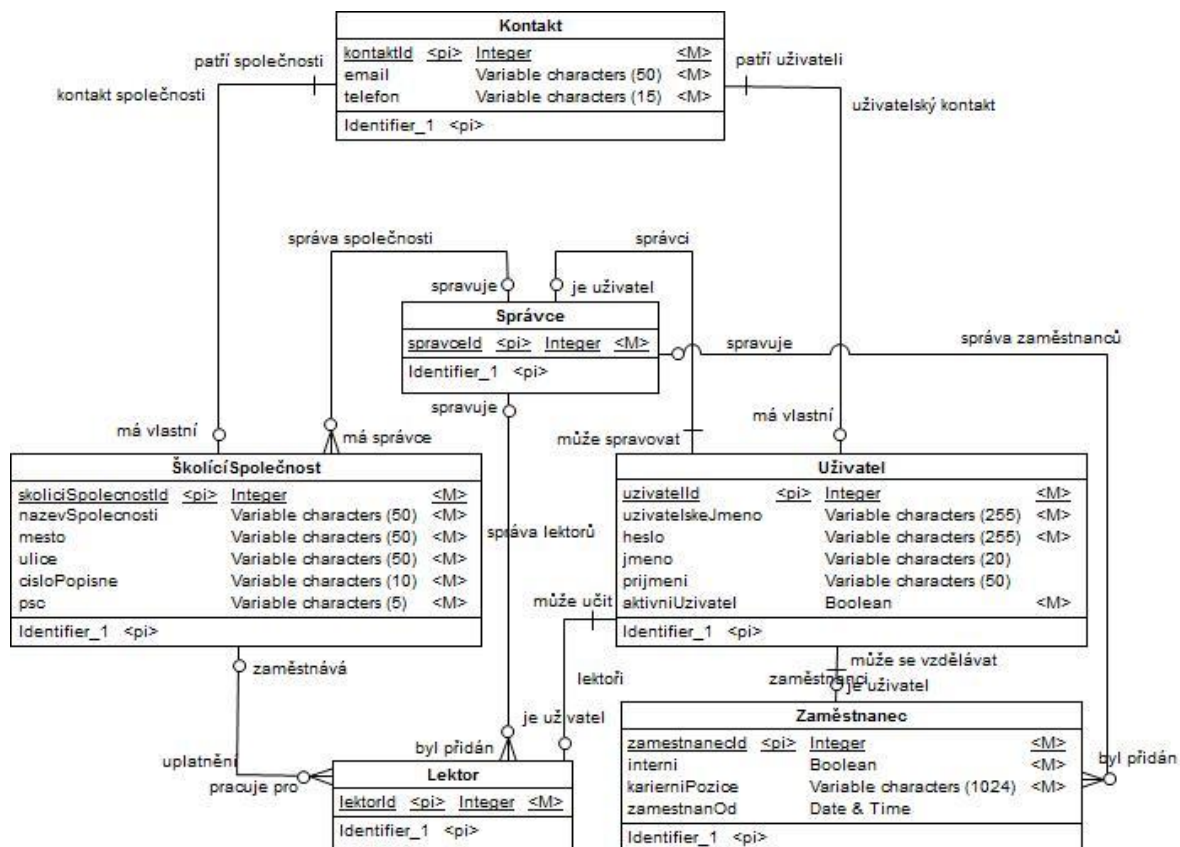 Kontakt
kontaktId <pi> Integer <M>
email Variable characters (50) <M>
telefon Variable characters (15) <M>
Identifier_1 <pi>
patří společnosti
patří uživateli
kontakt společnosti
uživatelský kontakt
správa společnosti
správci
spravuje
je uživatel
Správce
spravceId <pi> Integer <M>
Identifier_1 <pi>
spravuje
správa zaměstnanců
spravuje
má vlastní
má správce
může spravovat
má vlastní
ŠkolícíSpolečnost
skoliciSpolecnostId <pi> Integer <M>
nazevSpolecnosti Variable characters (50) <M>
mesto Variable characters (50) <M>
ulice Variable characters (50) <M>
cisloPopisne Variable characters (10) <M>
psc Variable characters (5) <M>
Identifier_1 <pi>
správa lektorů
Uživatel
uzivatelId <pi> Integer <M>
uzivatelskeJmeno Variable characters (255) <M>
heslo Variable characters (255) <M>
jmeno Variable characters (20)
prijmeni Variable characters (50)
aktivniUzivatel Boolean <M>
Identifier_1 <pi>
může učit
zaměstnává
lektoři
může se vzdělávat
zaměstnanci
je uživatel
je uživatel
byl přidán
uplatnění
pracuje pro
Lektor
lektorId <pi> Integer <M>
Identifier_1 <pi>
Zaměstnanec
zamestnanecId <pi> Integer <M>
interni Boolean <M>
karierniPozice Variable characters (1024) <M>
zamestnanOd Date & Time
Identifier_1 <pi>
byl přidán